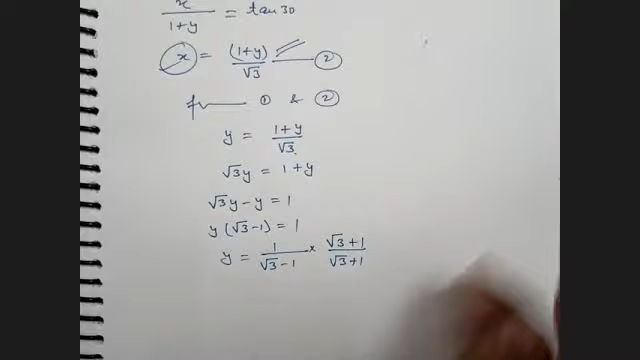 x/(1+y) = tan 30
x = (1+y)/√3 ——— ②
f —— ① & ②
y = (1+y)/√3
√3y = 1+y
√3y - y = 1
y(√3-1) = 1
y = 1/(√3-1) × (√3+1)/(√3+1)